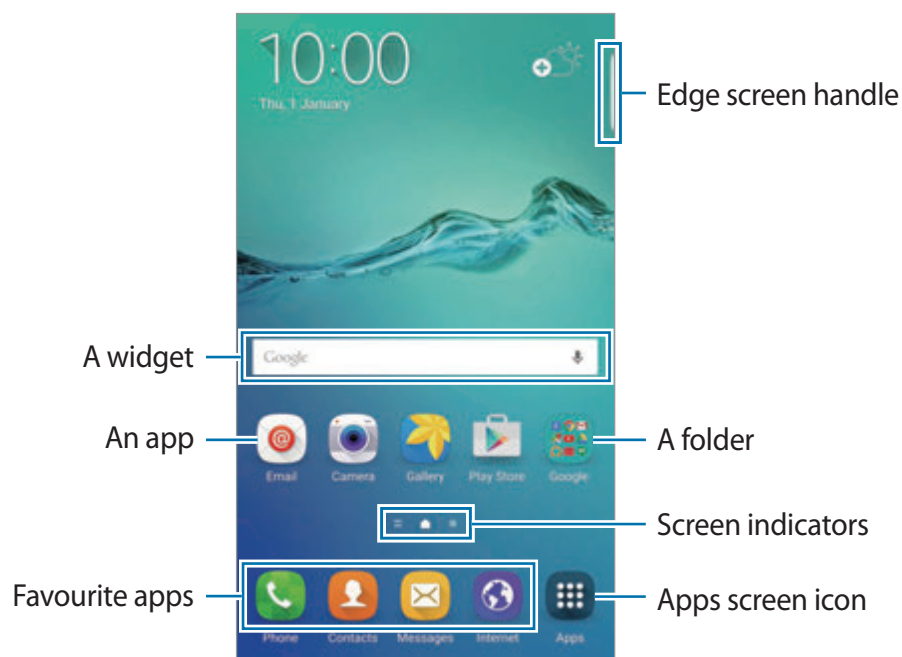 10:00
Thu, 1 January
Edge screen handle
A widget
Google
An app
A folder
Email Camera Gallery Play Store Google
Screen indicators
Favourite apps
Apps screen icon
Phone Contacts Messages Internet Apps